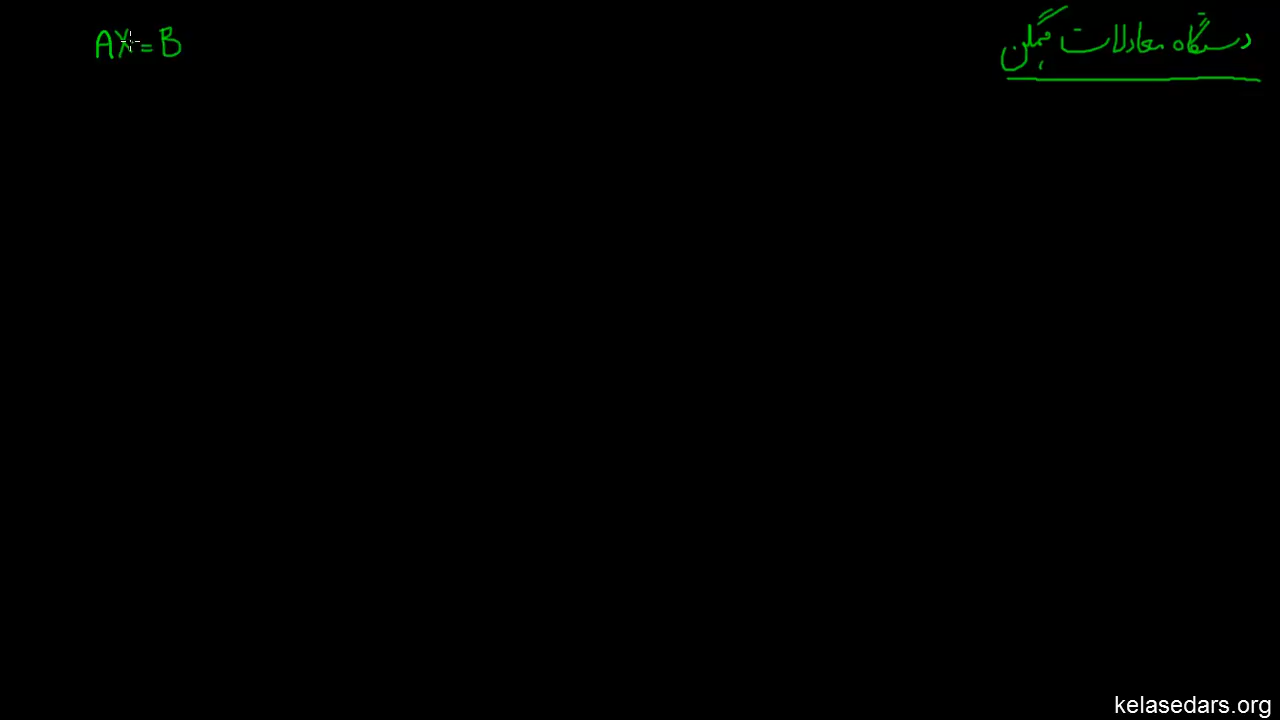 دستگاه معادلات همگن
AX = B
kelasedars.org